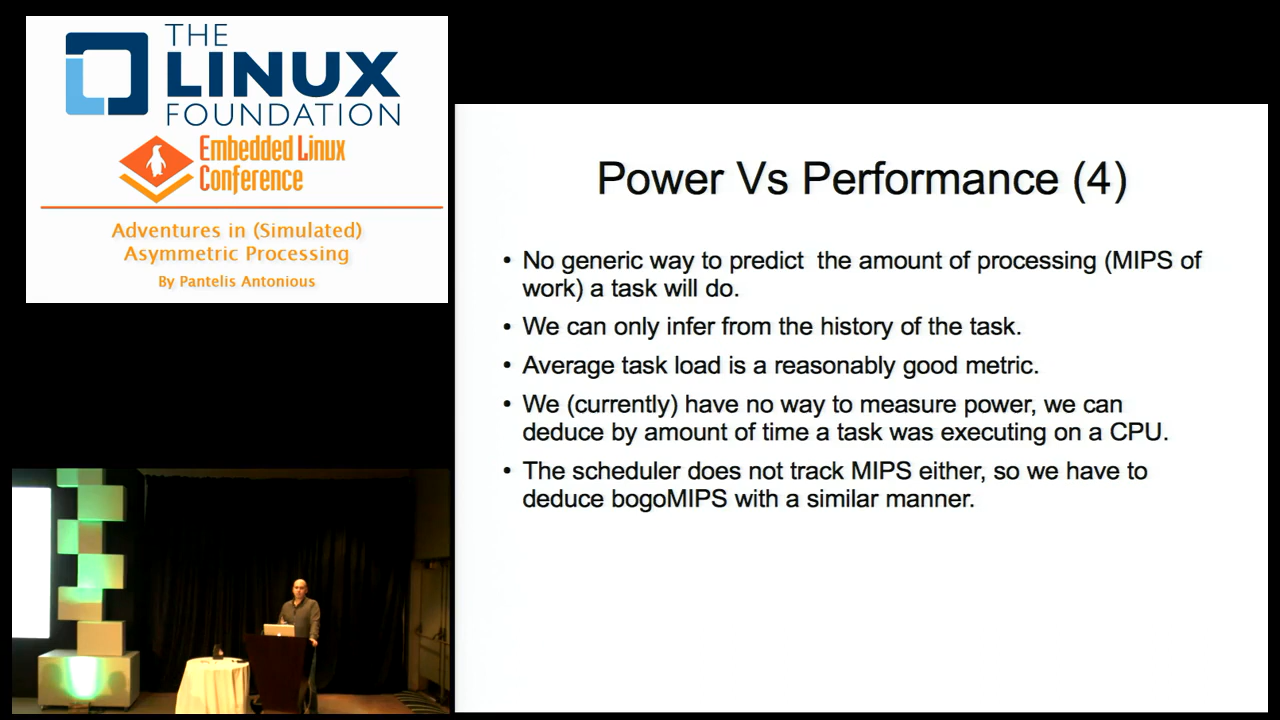 THE
LINUX
FOUNDATION
Embedded Linux
Conference
Adventures in (Simulated)
Asymmetric Processing
By Pantelis Antonious
Power Vs Performance (4)
• No generic way to predict the amount of processing (MIPS of
work) a task will do.
• We can only infer from the history of the task.
• Average task load is a reasonably good metric.
• We (currently) have no way to measure power, we can
deduce by amount of time a task was executing on a CPU.
• The scheduler does not track MIPS either, so we have to
deduce bogoMIPS with a similar manner.